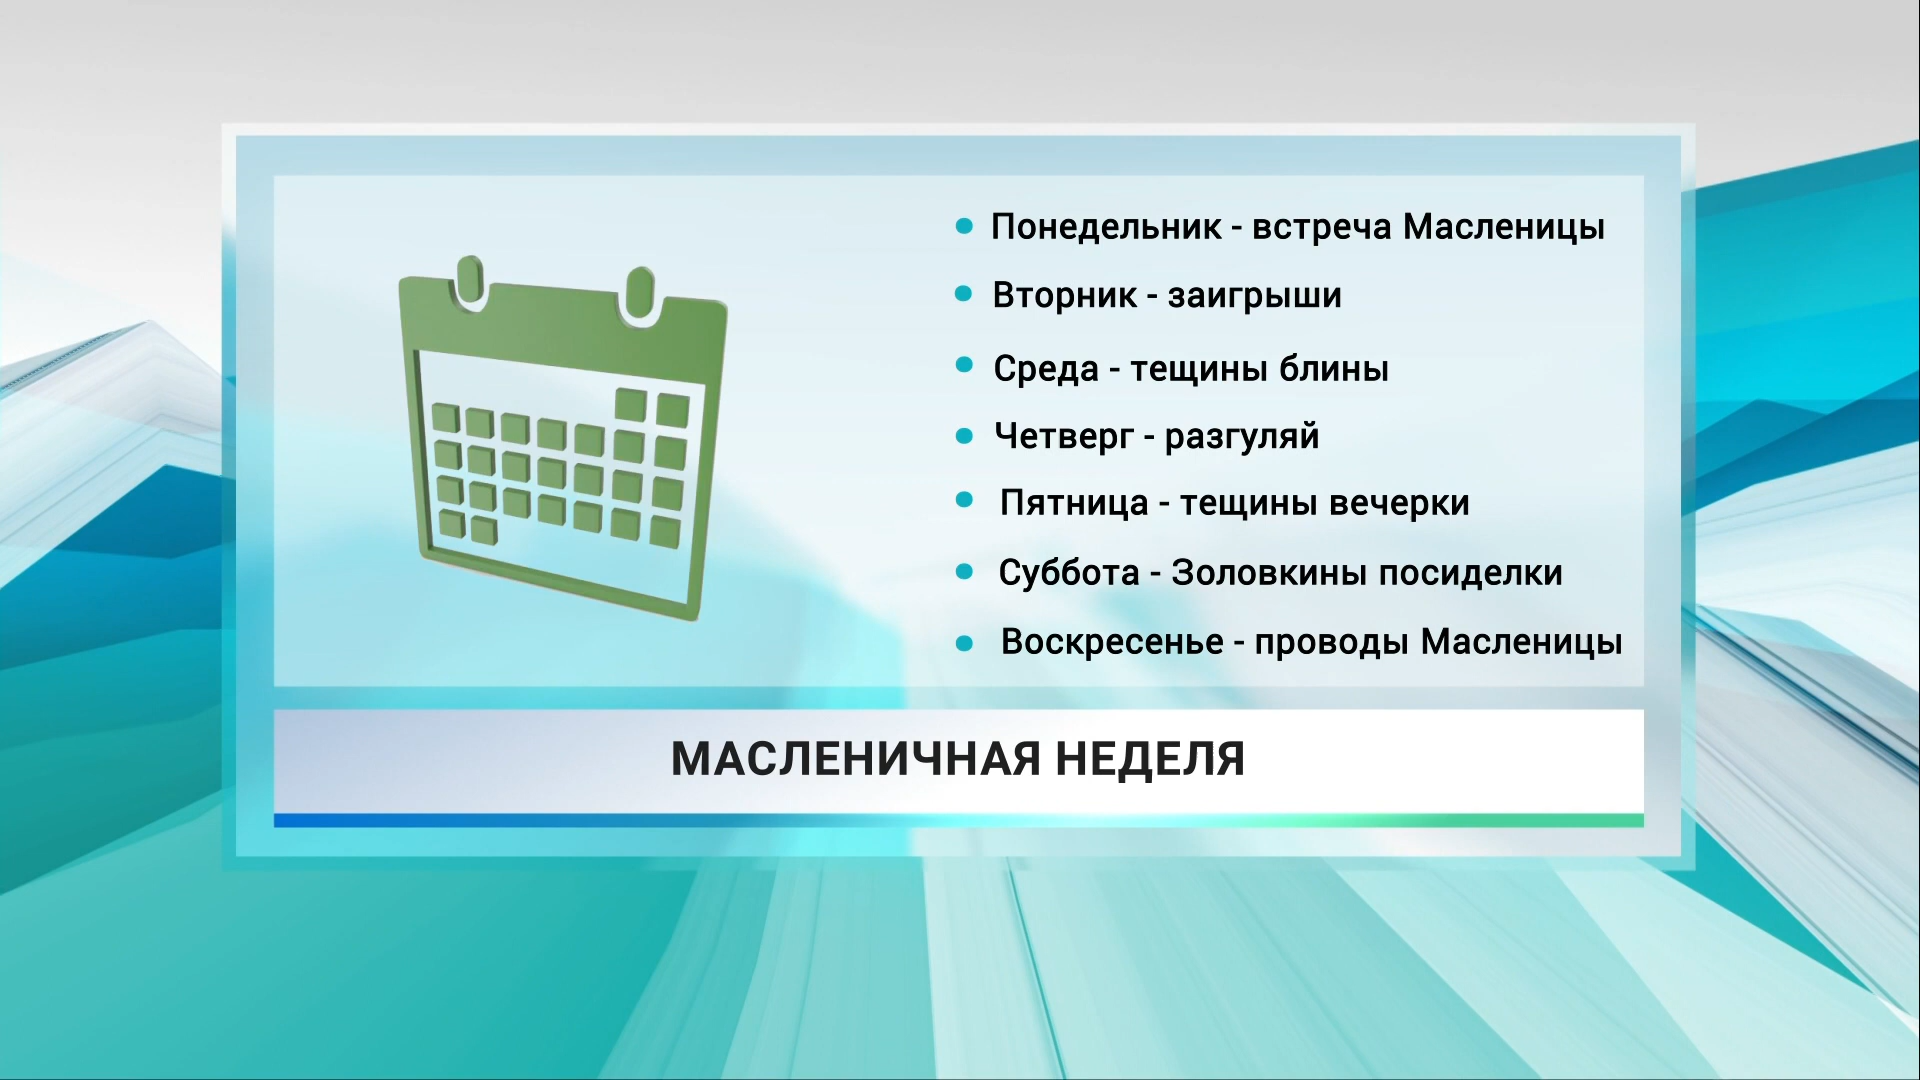 Понедельник - встреча Масленицы
Вторник - заигрыши
Среда - тещины блины
Четверг - разгуляй
Пятница - тещины вечерки
Суббота - Золовкины посиделки
Воскресенье - проводы Масленицы
МАСЛЕНИЧНАЯ НЕДЕЛЯ